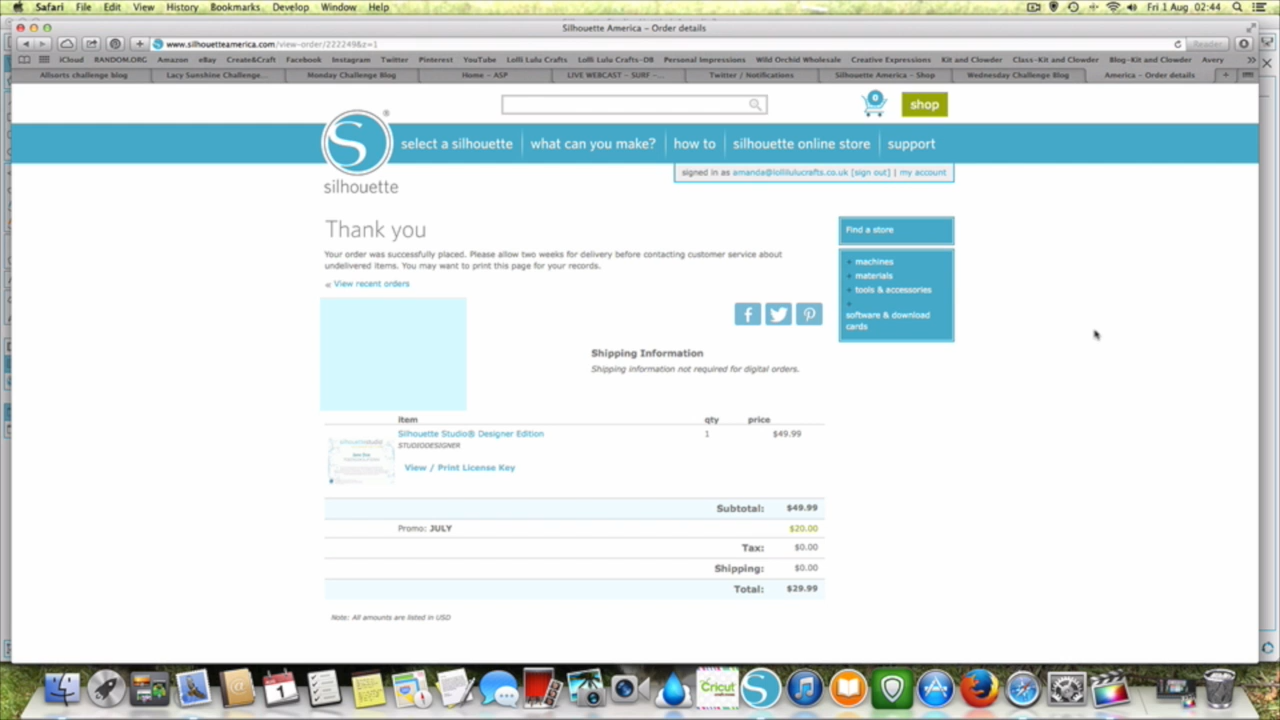 Safari File Edit View History Bookmarks Develop Window Help
Fri 1 Aug 02:44
Silhouette America – Order details
www.silhouetteamerica.com/view-order/222249&z=1
Reader
iCloud RANDOM.ORG Amazon eBay Create&Craft Facebook Instagram Twitter Pinterest YouTube Lolli Lulu Crafts Lolli Lulu Crafts-DB Personal Impressions Wild Orchid Wholesale Creative Expressions Kit and Clowder Class-Kit and Clowder Blog-Kit and Clowder Avery
Allsorts challenge blog Lacy Sunshine Challenge... Monday Challenge Blog Home – ASP LIVE WEBCAST – SURF –... Twitter / Notifications Silhouette America – Shop Wednesday Challenge Blog America – Order details
0
shop
S
silhouette
select a silhouette what can you make? how to silhouette online store support
signed in as amanda@lollilulucrafts.co.uk [sign out] | my account
Thank you
Your order was successfully placed. Please allow two weeks for delivery before contacting customer service about
undelivered items. You may want to print this page for your records.
« View recent orders
Find a store
+ machines
+ materials
+ tools & accessories
+
software & download
cards
Shipping Information
Shipping information not required for digital orders.
item qty price
Silhouette Studio® Designer Edition 1 $49.99
STUDIODESIGNER
View / Print License Key
Subtotal: $49.99
Promo: JULY $20.00
Tax: $0.00
Shipping: $0.00
Total: $29.99
Note: All amounts are listed in USD
Cricut